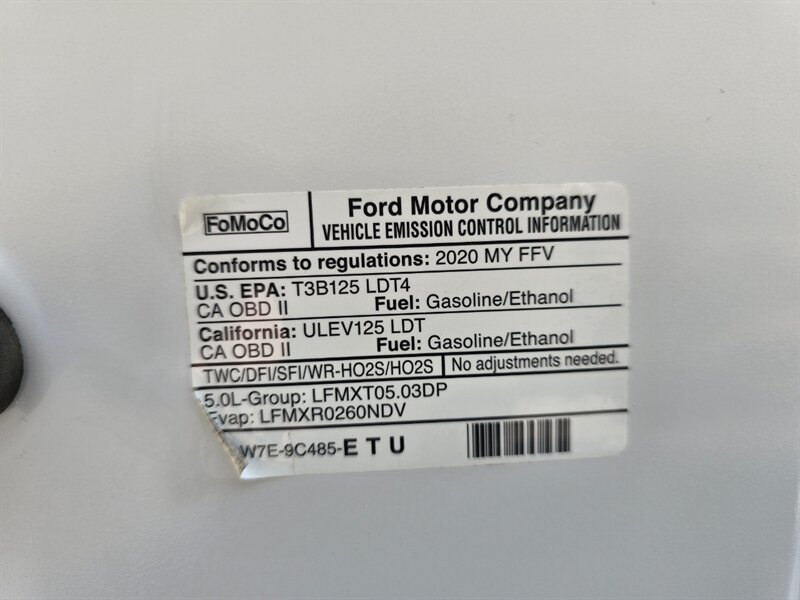 FoMoCo
Ford Motor Company
VEHICLE EMISSION CONTROL INFORMATION
Conforms to regulations: 2020 MY FFV
U.S. EPA: T3B125 LDT4
CA OBD II Fuel: Gasoline/Ethanol
California: ULEV125 LDT
CA OBD II Fuel: Gasoline/Ethanol
TWC/DFI/SFI/WR-HO2S/HO2S No adjustments needed.
5.0L-Group: LFMXT05.03DP
Evap: LFMXR0260NDV
W7E-9C485-ETU